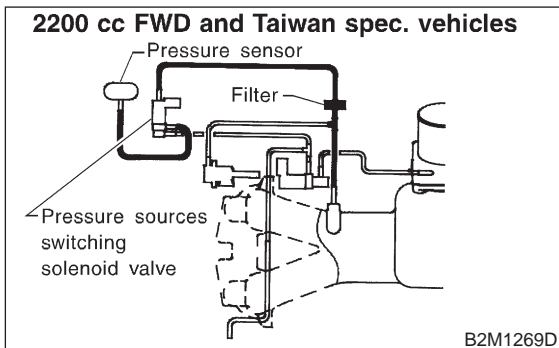 2200 cc FWD and Taiwan spec. vehicles
Pressure sensor
Filter
Pressure sources
switching
solenoid valve
B2M1269D